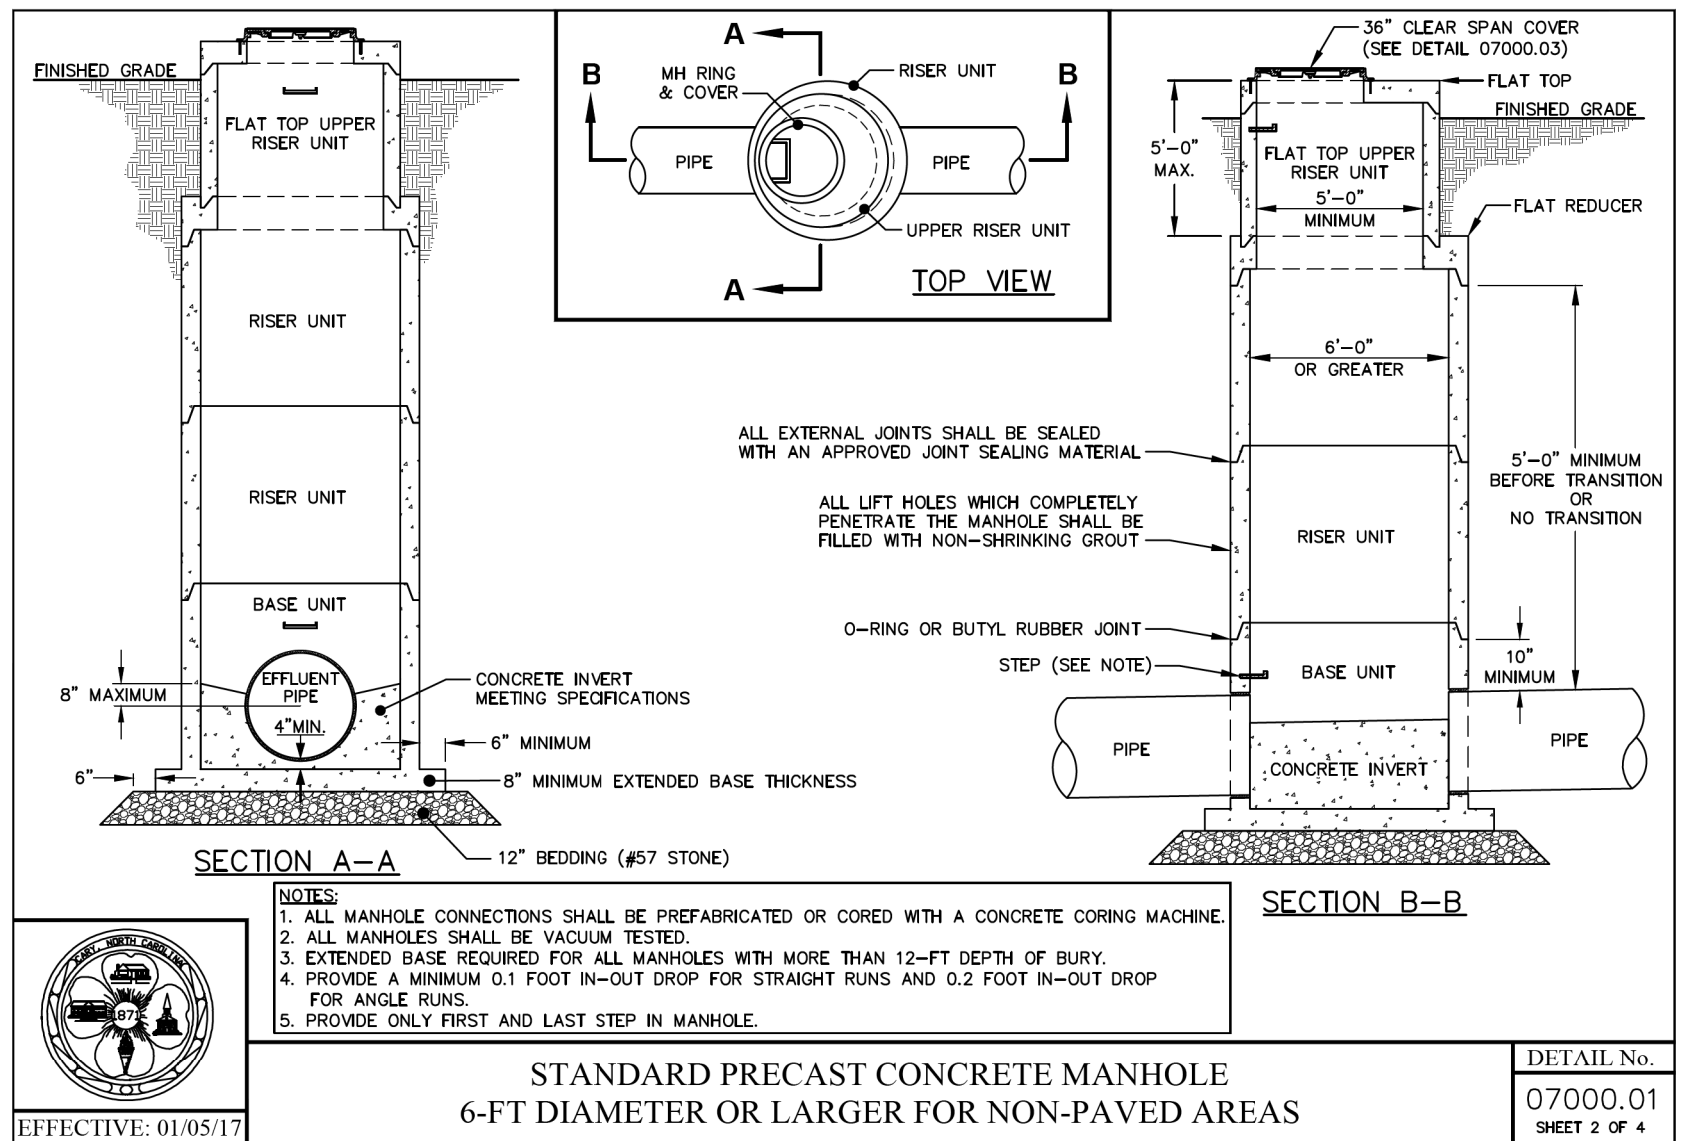 FINISHED GRADE
FLAT TOP UPPER
RISER UNIT
RISER UNIT
RISER UNIT
BASE UNIT
EFFLUENT
PIPE
4"MIN.
8" MAXIMUM
6"
CONCRETE INVERT
MEETING SPECIFICATIONS
6" MINIMUM
8" MINIMUM EXTENDED BASE THICKNESS
12" BEDDING (#57 STONE)
SECTION A–A
A
B
MH RING
& COVER
RISER UNIT
B
PIPE
PIPE
UPPER RISER UNIT
A
TOP VIEW
36" CLEAR SPAN COVER
(SEE DETAIL 07000.03)
FLAT TOP
FINISHED GRADE
5'–0"
MAX.
FLAT TOP UPPER
RISER UNIT
5'–0"
MINIMUM
FLAT REDUCER
6'–0"
OR GREATER
ALL EXTERNAL JOINTS SHALL BE SEALED
WITH AN APPROVED JOINT SEALING MATERIAL
5'–0" MINIMUM
BEFORE TRANSITION
OR
NO TRANSITION
ALL LIFT HOLES WHICH COMPLETELY
PENETRATE THE MANHOLE SHALL BE
FILLED WITH NON–SHRINKING GROUT
RISER UNIT
O–RING OR BUTYL RUBBER JOINT
STEP (SEE NOTE)
BASE UNIT
10"
MINIMUM
PIPE
PIPE
CONCRETE INVERT
SECTION B–B
NOTES:
1. ALL MANHOLE CONNECTIONS SHALL BE PREFABRICATED OR CORED WITH A CONCRETE CORING MACHINE.
2. ALL MANHOLES SHALL BE VACUUM TESTED.
3. EXTENDED BASE REQUIRED FOR ALL MANHOLES WITH MORE THAN 12–FT DEPTH OF BURY.
4. PROVIDE A MINIMUM 0.1 FOOT IN–OUT DROP FOR STRAIGHT RUNS AND 0.2 FOOT IN–OUT DROP
FOR ANGLE RUNS.
5. PROVIDE ONLY FIRST AND LAST STEP IN MANHOLE.
CARY, NORTH CAROLINA
1871
EFFECTIVE: 01/05/17
STANDARD PRECAST CONCRETE MANHOLE
6-FT DIAMETER OR LARGER FOR NON-PAVED AREAS
DETAIL No.
07000.01
SHEET 2 OF 4